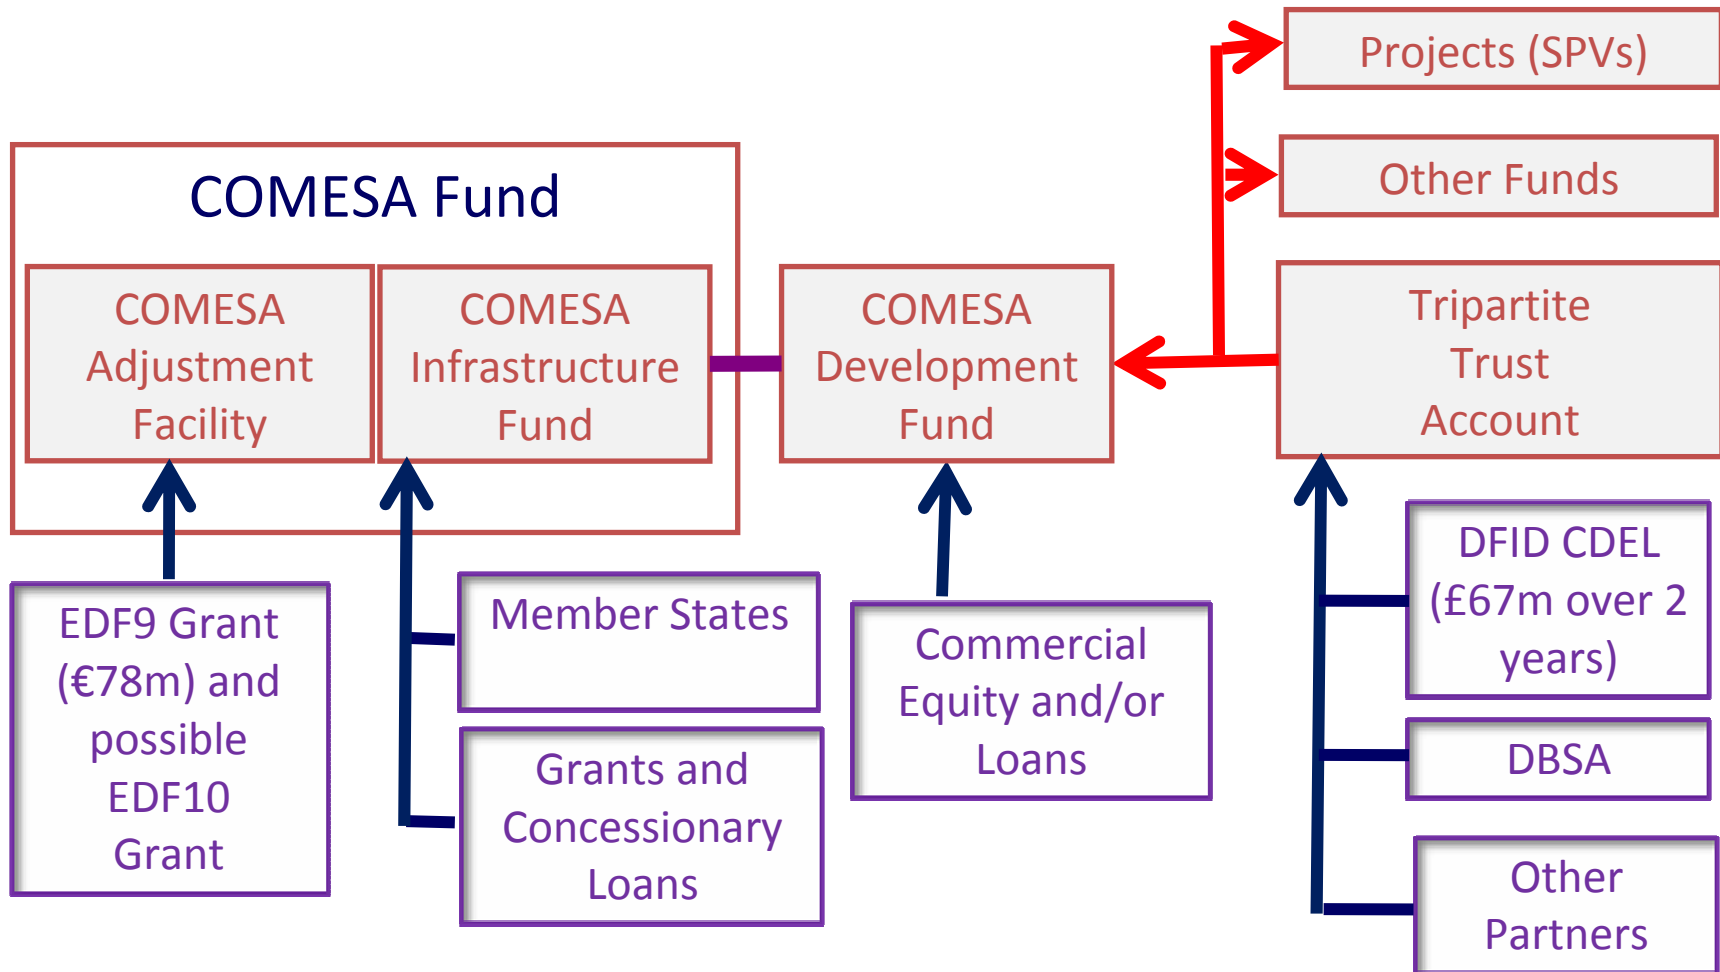 Projects (SPVs)
Other Funds
COMESA Fund
COMESA
Adjustment
Facility
COMESA
Infrastructure
Fund
COMESA
Development
Fund
Tripartite
Trust
Account
EDF9 Grant
(€78m) and
possible
EDF10
Grant
Member States
Grants and
Concessionary
Loans
Commercial
Equity and/or
Loans
DFID CDEL
(£67m over 2
years)
DBSA
Other
Partners